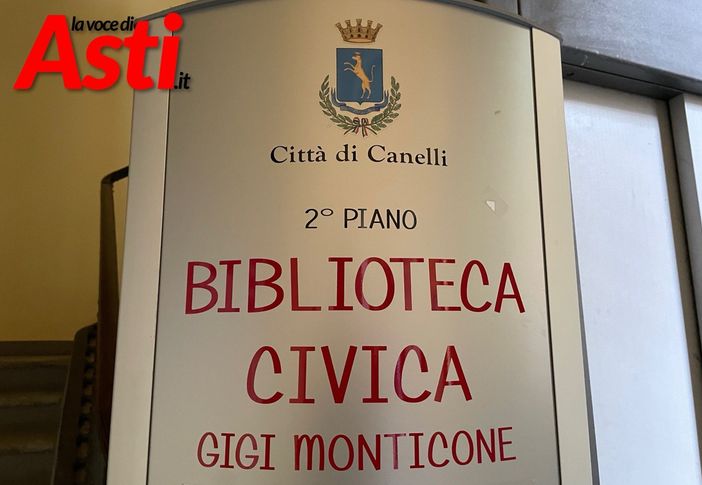 la voce di
Asti.it
Città di Canelli
2° PIANO
BIBLIOTECA
CIVICA
GIGI MONTICONE